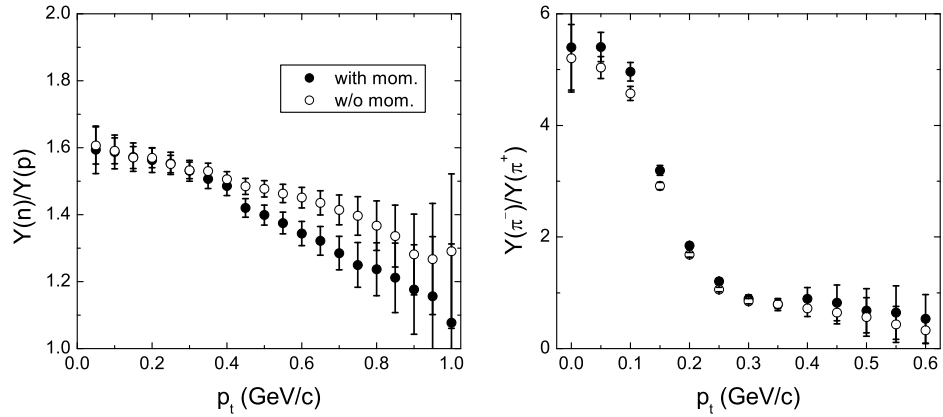 2.0
1.8
1.6
1.4
1.2
1.0
0.0 0.2 0.4 0.6 0.8 1.0
Y(n)/Y(p)
p_t (GeV/c)
with mom.
w/o mom.
6
4
2
0
0.0 0.1 0.2 0.3 0.4 0.5 0.6
Y(π⁻)/Y(π⁺)
p_t (GeV/c)